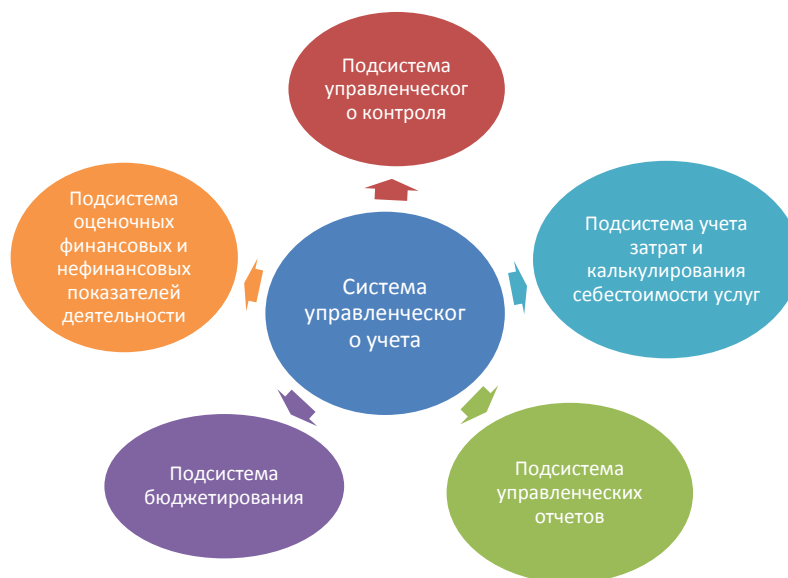 Подсистема
управленческог
о контроля
Подсистема
оценочных
финансовых и
нефинансовых
показателей
деятельности
Подсистема учета
затрат и
калькулирования
себестоимости услуг
Система
управленческог
о учета
Подсистема
бюджетирования
Подсистема
управленческих
отчетов